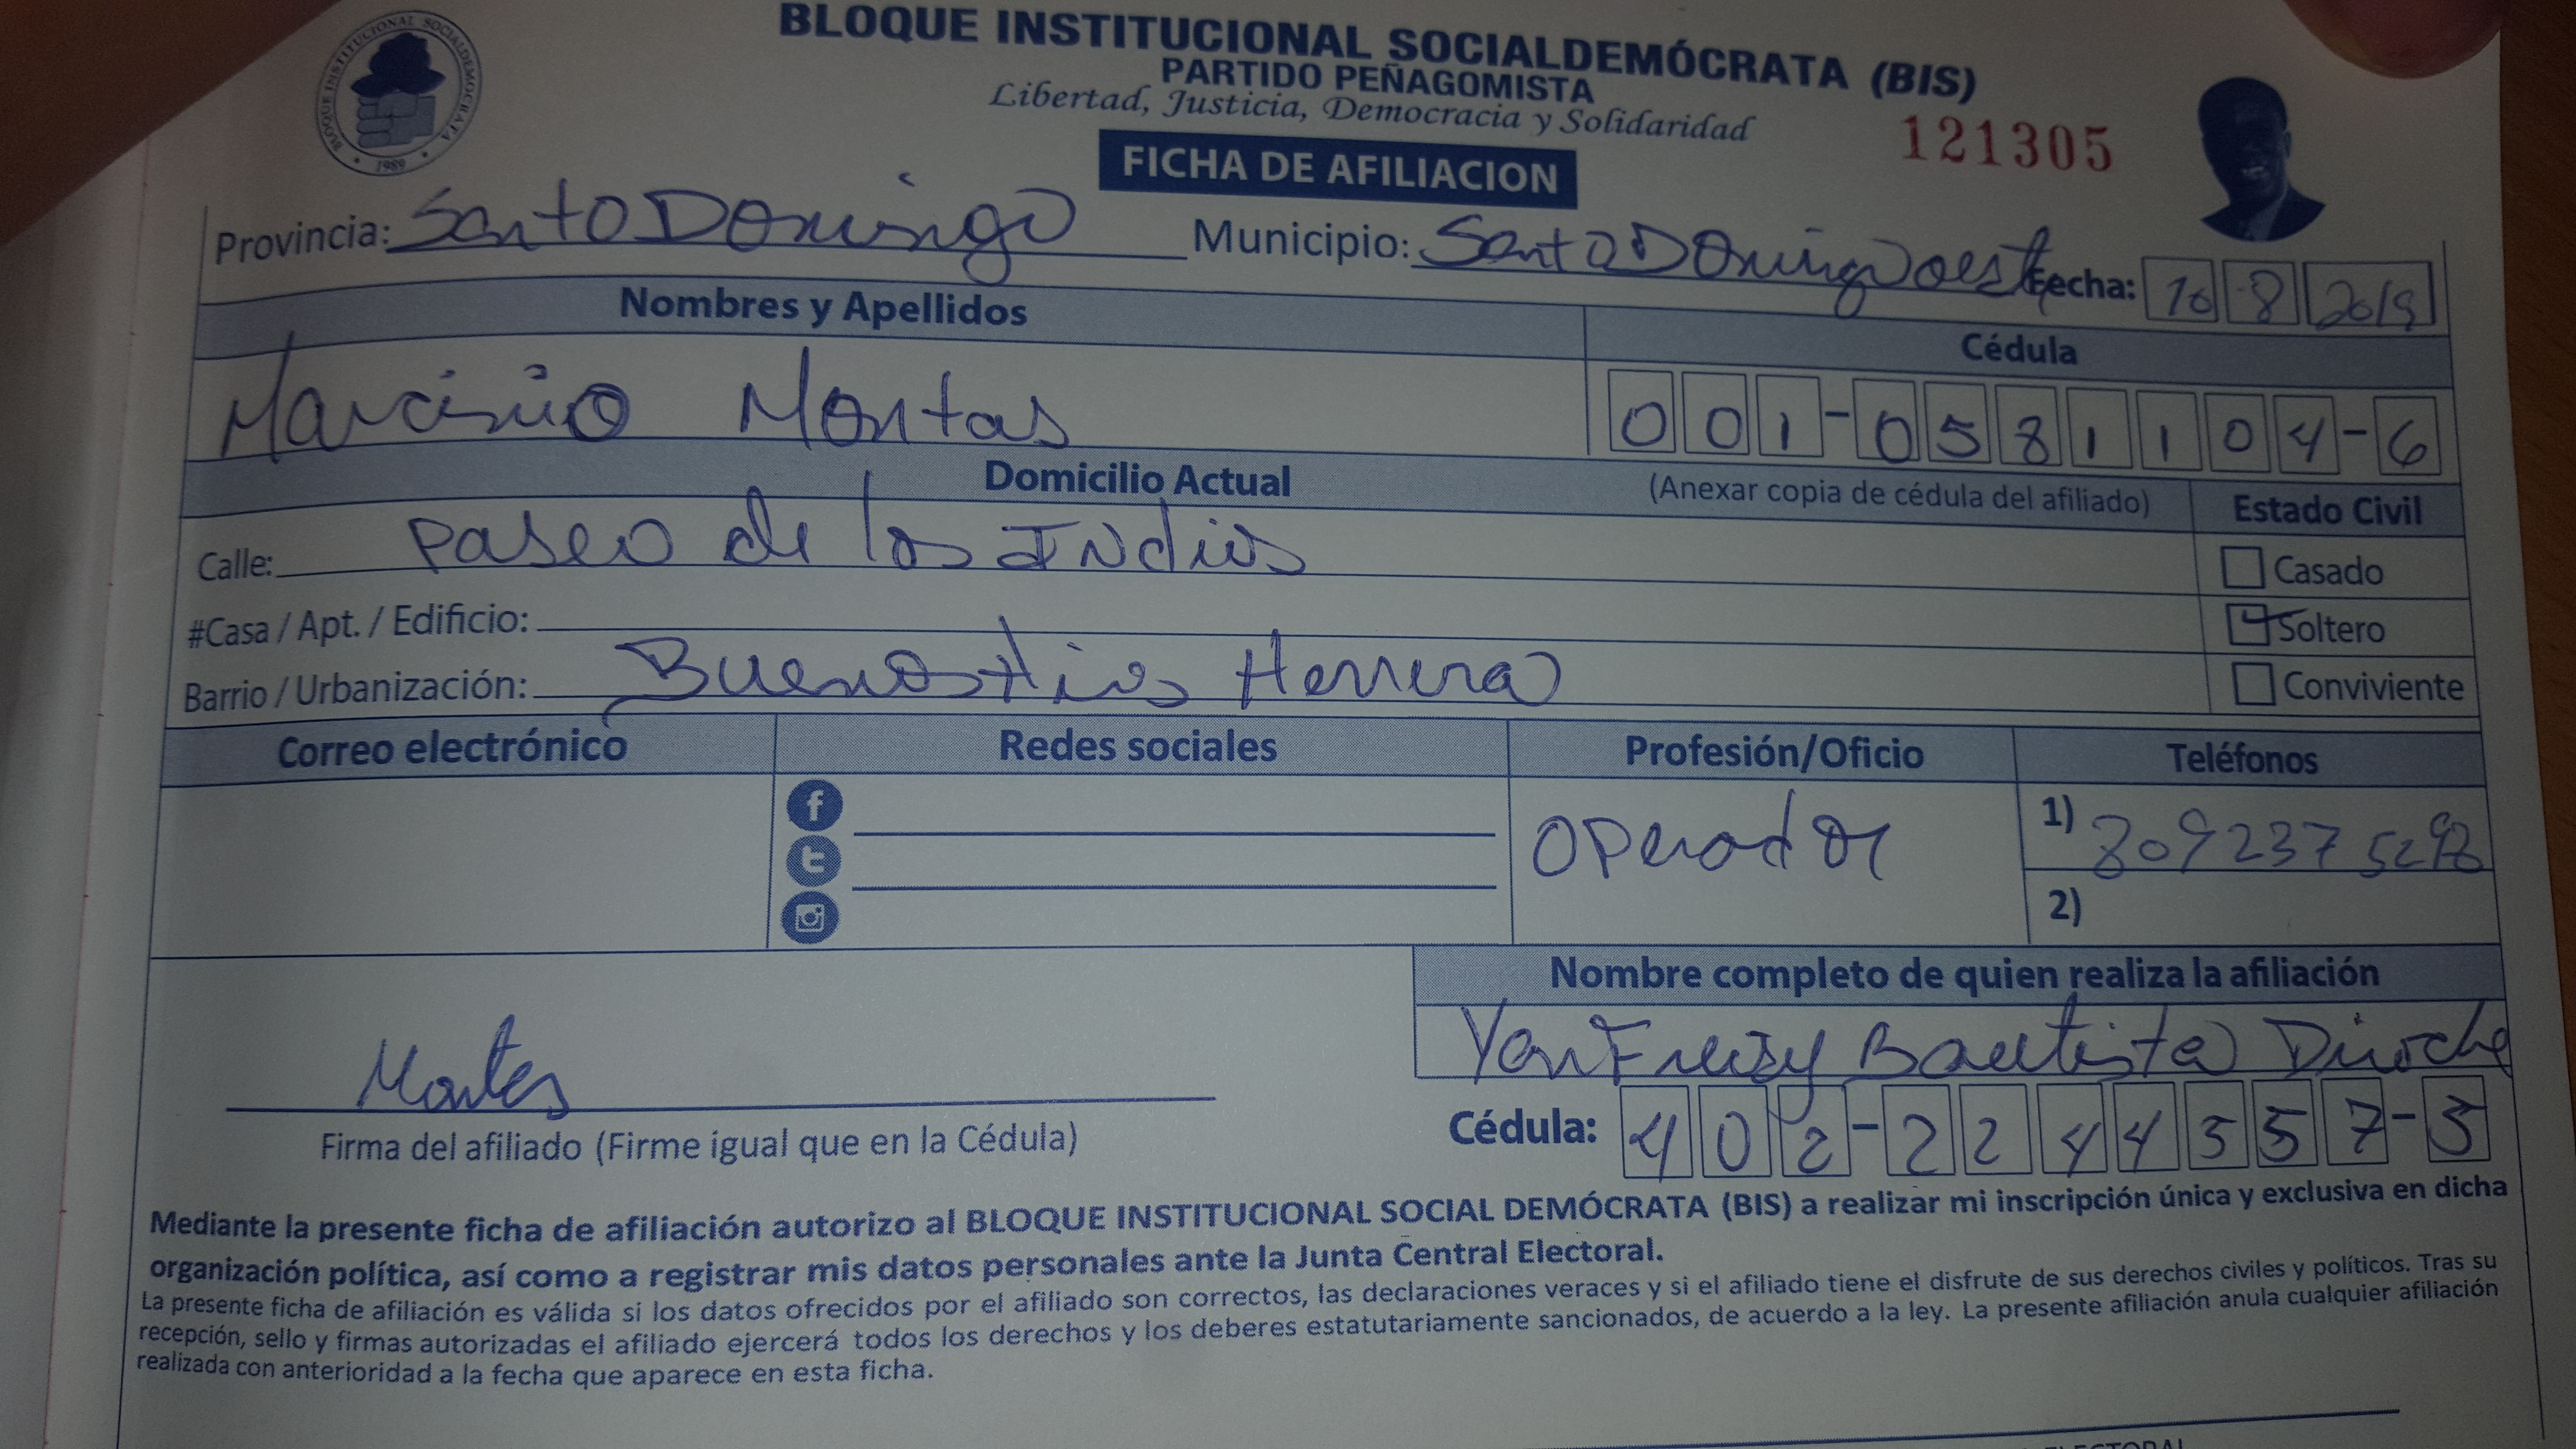 BLOQUE INSTITUCIONAL SOCIALDEMOCRATA
1989
BLOQUE INSTITUCIONAL SOCIALDEMÓCRATA (BIS)
PARTIDO PEÑAGOMISTA
Libertad, Justicia, Democracia y Solidaridad
121305
FICHA DE AFILIACION
Provincia: Santo Domingo Municipio: Santo Domingo oeste Fecha: 10 8 2019
Nombres y Apellidos
Cédula
Montas
001-0581104-6
Domicilio Actual
(Anexar copia de cédula del afiliado)
Estado Civil
Calle: Paseo de los INdios
Casado
#Casa / Apt. / Edificio:
Soltero
Barrio / Urbanización: Herrera
Conviviente
Correo electrónico
Redes sociales
Profesión/Oficio
Teléfonos
f
t
operador
1) 809237
2)
Nombre completo de quien realiza la afiliación
Bautista
Montas
Cédula: 402-2244557-5
Firma del afiliado (Firme igual que en la Cédula)
Mediante la presente ficha de afiliación autorizo al BLOQUE INSTITUCIONAL SOCIAL DEMÓCRATA (BIS) a realizar mi inscripción única y exclusiva en dicha
organización política, así como a registrar mis datos personales ante la Junta Central Electoral.
La presente ficha de afiliación es válida si los datos ofrecidos por el afiliado son correctos, las declaraciones veraces y si el afiliado tiene el disfrute de sus derechos civiles y políticos. Tras su
recepción, sello y firmas autorizadas el afiliado ejercerá todos los derechos y los deberes estatutariamente sancionados, de acuerdo a la ley. La presente afiliación anula cualquier afiliación
realizada con anterioridad a la fecha que aparece en esta ficha.